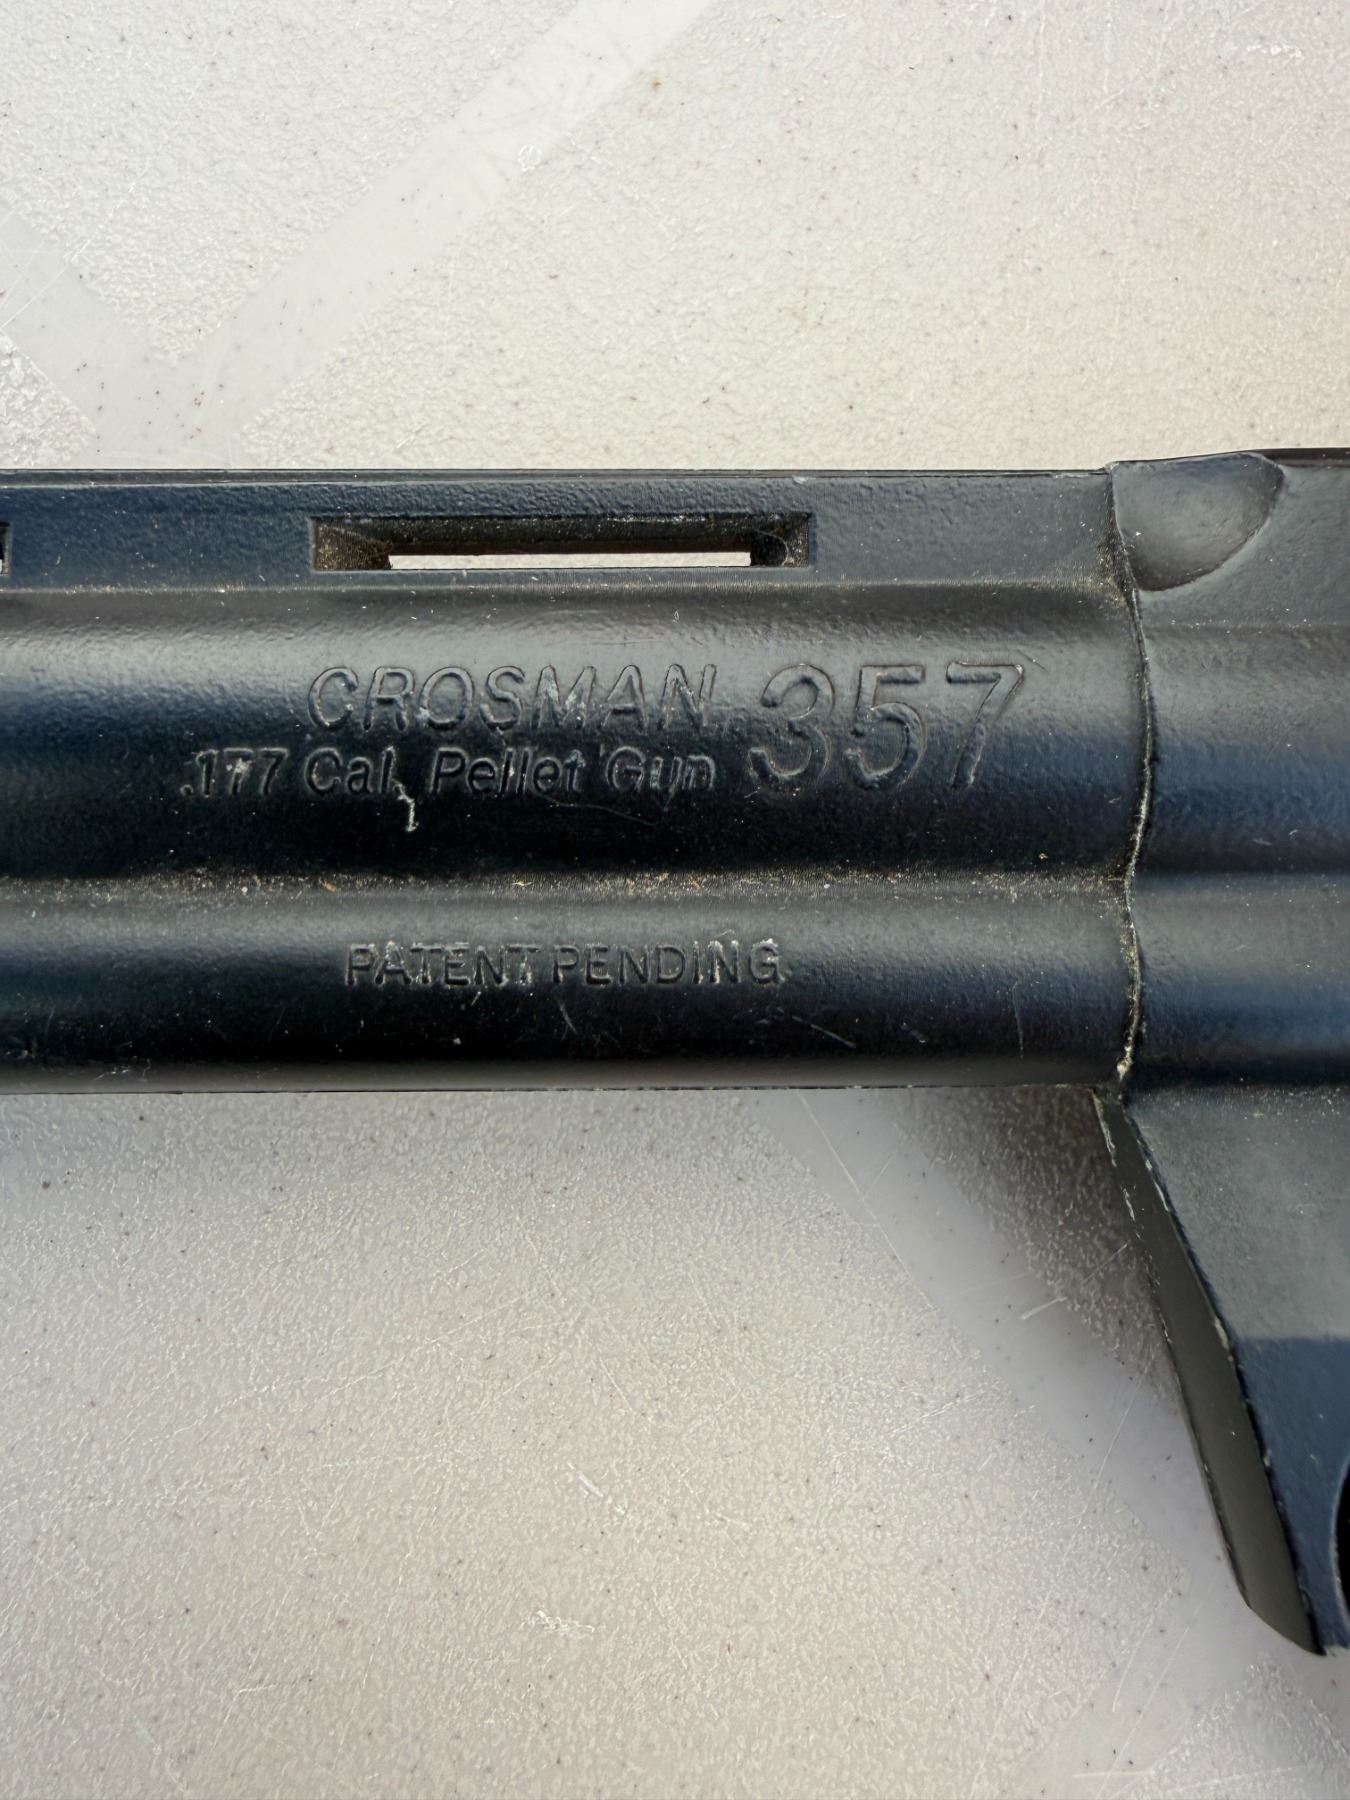 CROSMAN 357
.177 Cal. Pellet Gun
PATENT PENDING